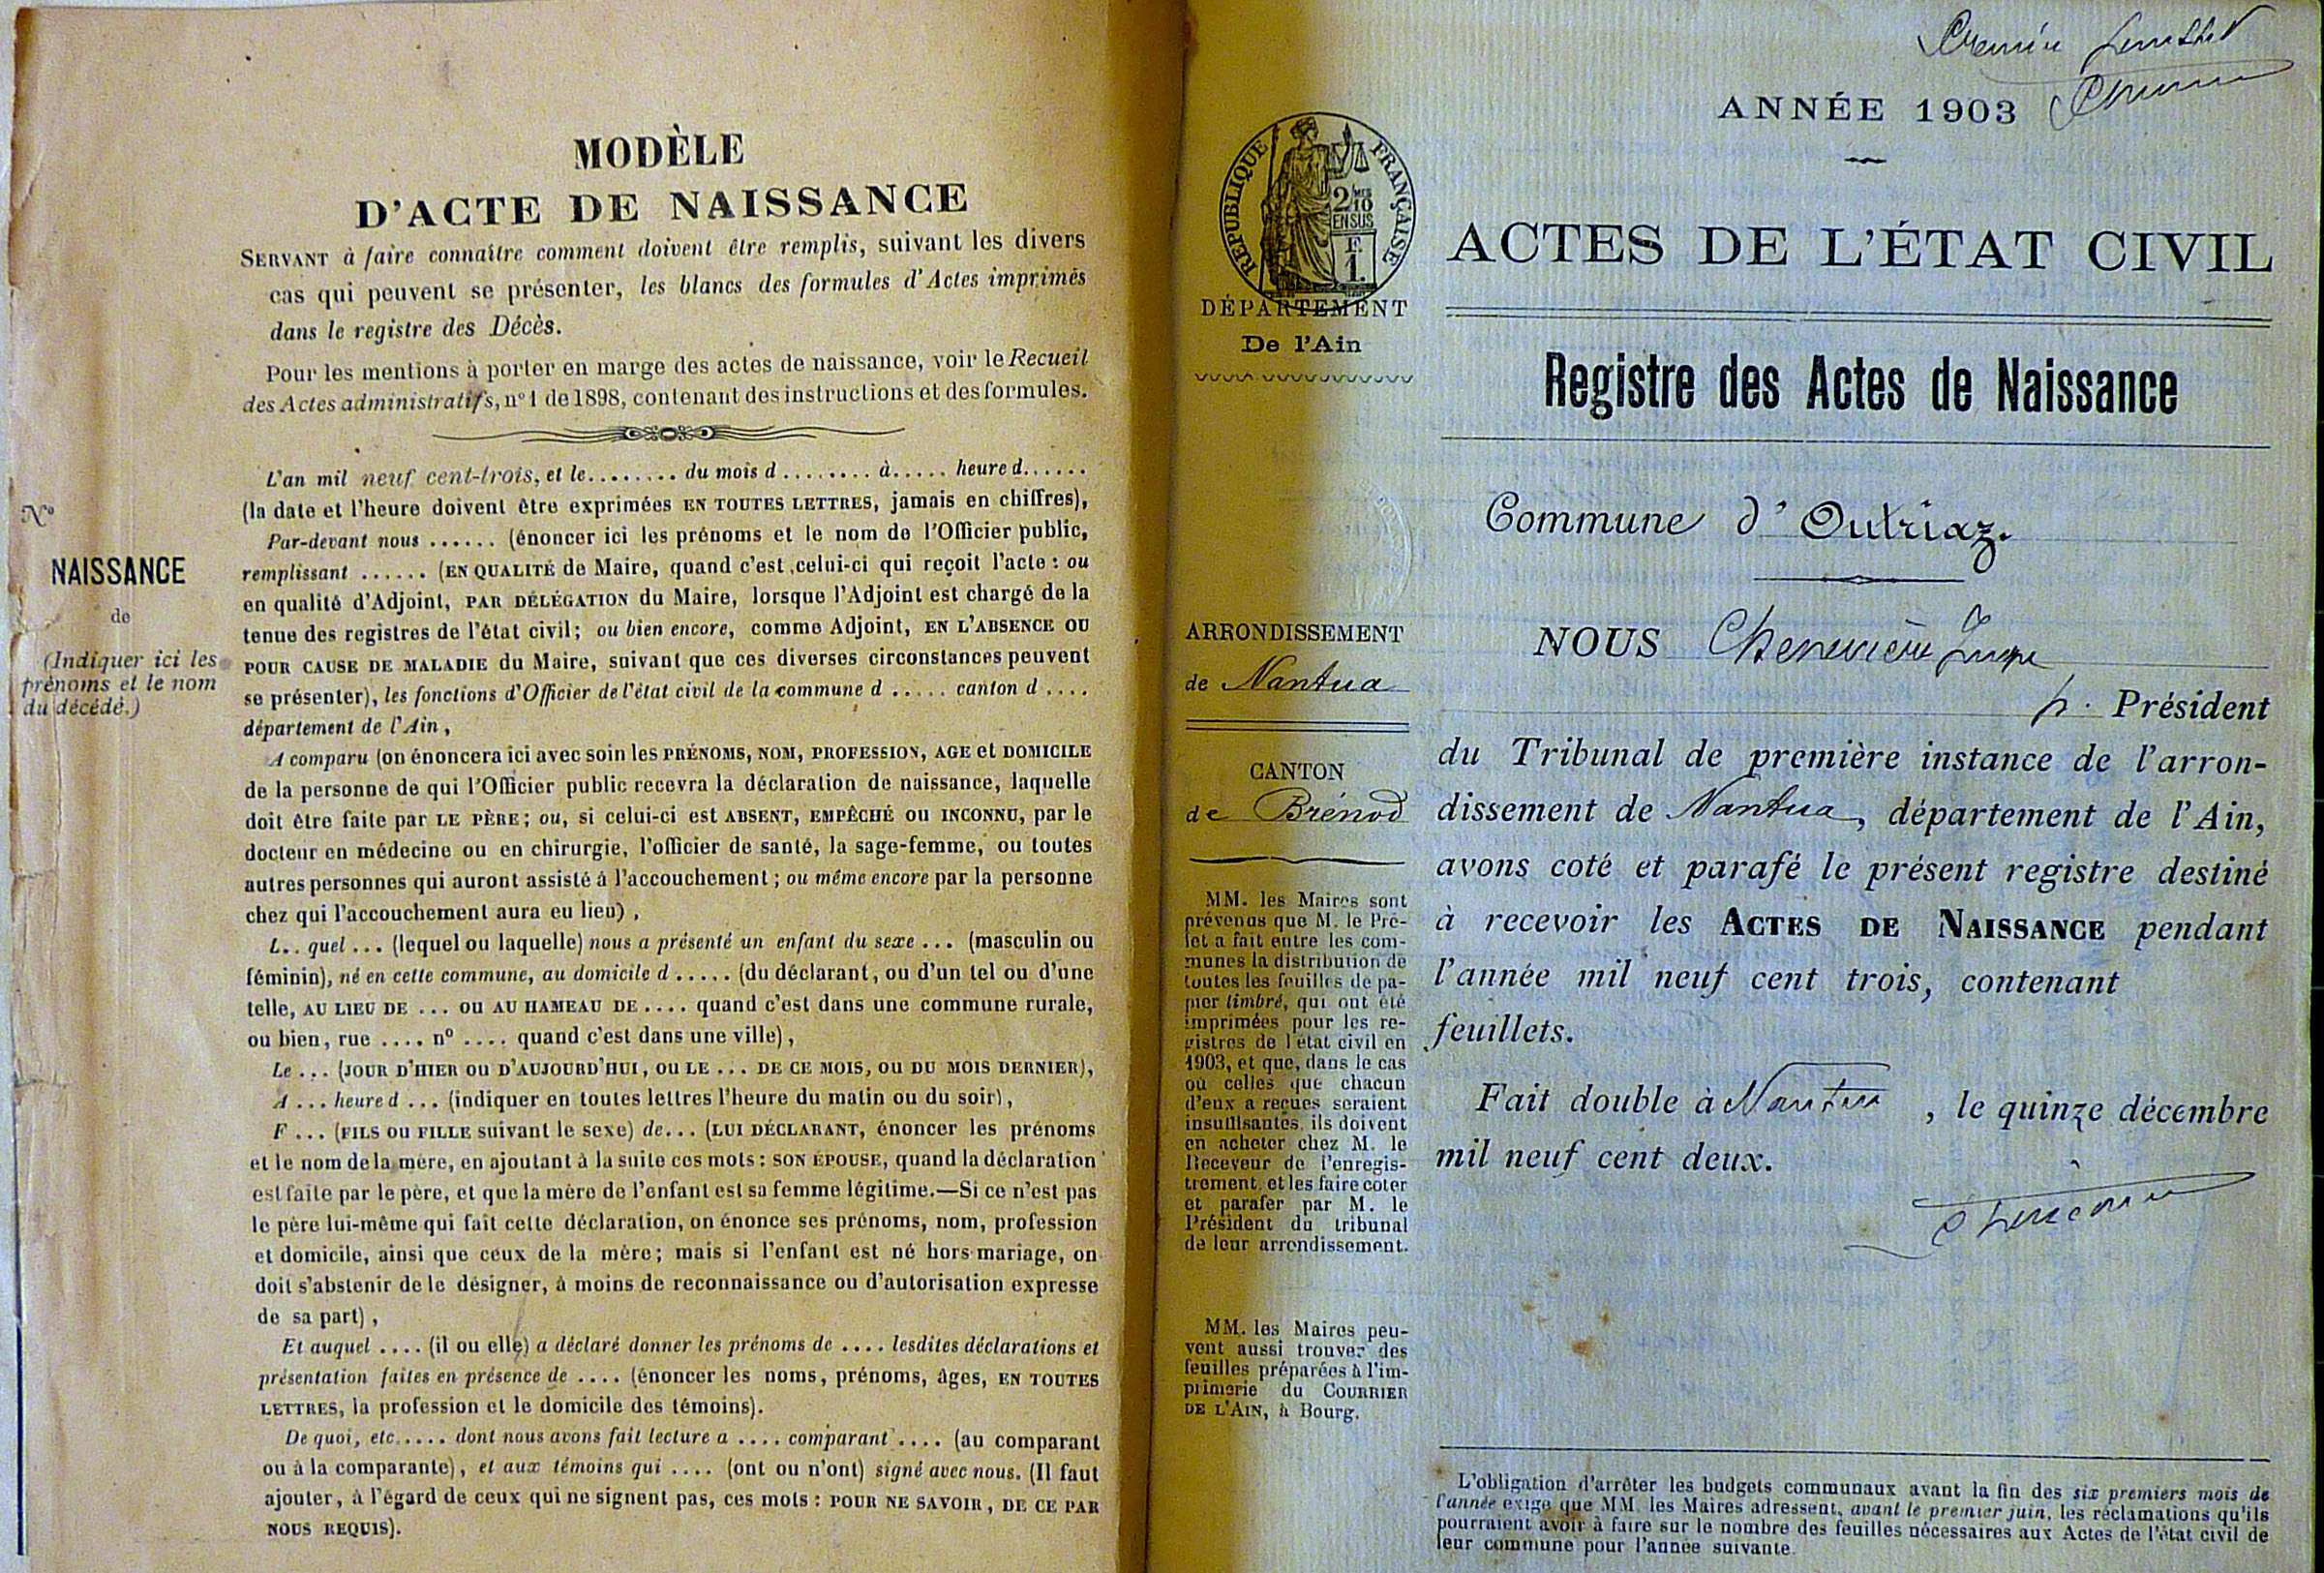 MODÈLE
D'ACTE DE NAISSANCE
SERVANT à faire connaître comment doivent être remplis, suivant les divers
cas qui peuvent se présenter, les blancs des formules d'Actes imprimés
dans le registre des Décès.
Pour les mentions à porter en marge des actes de naissance, voir le Recueil
des Actes administratifs, n° 1 de 1898, contenant des instructions et des formules.
N°
NAISSANCE
de
(Indiquer ici les
prénoms et le nom
du décédé.)
L'an mil neuf cent-trois, et le........ du mois d ........ à..... heure d......
(la date et l'heure doivent être exprimées EN TOUTES LETTRES, jamais en chiffres),
Par-devant nous ...... (énoncer ici les prénoms et le nom de l'Officier public,
remplissant ...... (EN QUALITÉ de Maire, quand c'est celui-ci qui reçoit l'acte : ou
en qualité d'Adjoint, PAR DÉLÉGATION du Maire, lorsque l'Adjoint est chargé de la
tenue des registres de l'état civil; ou bien encore, comme Adjoint, EN L'ABSENCE OU
POUR CAUSE DE MALADIE du Maire, suivant que ces diverses circonstances peuvent
se présenter), les fonctions d'Officier de l'état civil de la commune d ..... canton d ....
département de l'Ain,
A comparu (on énoncera ici avec soin les PRÉNOMS, NOM, PROFESSION, AGE et DOMICILE
de la personne de qui l'Officier public recevra la déclaration de naissance, laquelle
doit être faite par LE PÈRE; ou, si celui-ci est ABSENT, EMPÊCHÉ OU INCONNU, par le
docteur en médecine ou en chirurgie, l'officier de santé, la sage-femme, ou toutes
autres personnes qui auront assisté à l'accouchement; ou même encore par la personne
chez qui l'accouchement aura eu lieu),
L.. quel ... (lequel ou laquelle) nous a présenté un enfant du sexe ... (masculin ou
féminin), né en cette commune, au domicile d ..... (du déclarant, ou d'un tel ou d'une
telle, AU LIEU DE ... OU AU HAMEAU DE .... quand c'est dans une commune rurale,
ou bien, rue .... n° .... quand c'est dans une ville),
Le ... (JOUR D'HIER OU D'AUJOURD'HUI, OU LE ... DE CE MOIS, OU DU MOIS DERNIER),
A ... heure d ... (indiquer en toutes lettres l'heure du matin ou du soir),
F ... (FILS OU FILLE suivant le sexe) de... (LUI DÉCLARANT, énoncer les prénoms
et le nom de la mère, en ajoutant à la suite ces mots : SON ÉPOUSE, quand la déclaration
est faite par le père, et que la mère de l'enfant est sa femme légitime.—Si ce n'est pas
le père lui-même qui fait cette déclaration, on énonce ses prénoms, nom, profession
et domicile, ainsi que ceux de la mère; mais si l'enfant est né hors mariage, on
doit s'abstenir de le désigner, à moins de reconnaissance ou d'autorisation expresse
de sa part),
Et auquel .... (il ou elle) a déclaré donner les prénoms de .... lesdites déclarations et
présentation faites en présence de .... (énoncer les noms, prénoms, âges, EN TOUTES
LETTRES, la profession et le domicile des témoins).
De quoi, etc..... dont nous avons fait lecture a .... comparant .... (au comparant
ou à la comparante), et aux témoins qui .... (ont ou n'ont) signé avec nous. (Il faut
ajouter, à l'égard de ceux qui ne signent pas, ces mots : POUR NE SAVOIR, DE CE PAR
NOUS REQUIS).
ANNÉE 1903
RÉPUBLIQUE FRANÇAISE
2/10
EN SUS
F.
1.
DÉPARTEMENT
De l'Ain
ARRONDISSEMENT
de Nantua
CANTON
de Brénod
MM. les Maires sont
prévenus que M. le Pré-
fet a fait entre les com-
munes la distribution de
toutes les feuilles de pa-
pier timbré, qui ont été
imprimées pour les re-
gistres de l'état civil en
1903, et que, dans le cas
où celles que chacun
d'eux a reçues seraient
insuffisantes, ils doivent
en acheter chez M. le
Receveur de l'enregis-
trement, et les faire coter
et parafer par M. le
Président du tribunal
de leur arrondissement.
MM. les Maires peu-
vent aussi trouver des
feuilles préparées à l'im-
primerie du COURRIER
DE L'AIN, à Bourg.
ACTES DE L'ÉTAT CIVIL
Registre des Actes de Naissance
Commune d'Outriaz.
NOUS Chenevière Juge
p. Président
du Tribunal de première instance de l'arron-
dissement de Nantua, département de l'Ain,
avons coté et parafé le présent registre destiné
à recevoir les ACTES DE NAISSANCE pendant
l'année mil neuf cent trois, contenant
feuillets.
Fait double à Nantua, le quinze décembre
mil neuf cent deux.
L'obligation d'arrêter les budgets communaux avant la fin des six premiers mois de
l'année exige que MM. les Maires adressent, avant le premier juin, les réclamations qu'ils
pourraient avoir à faire sur le nombre des feuilles nécessaires aux Actes de l'état civil de
leur commune pour l'année suivante.